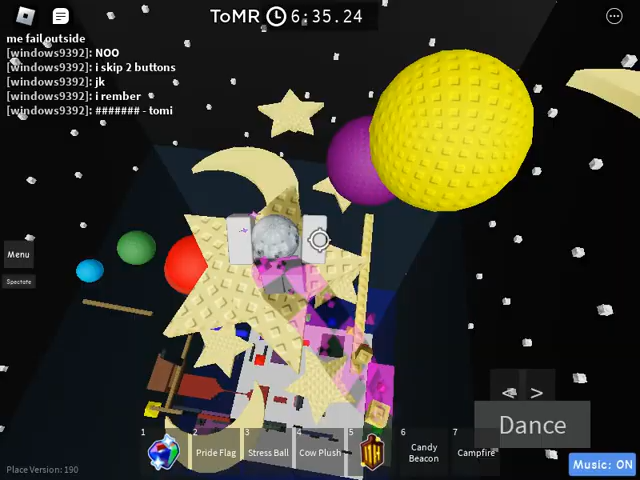 ToMR 6:35.24
me fail outside
[windows9392]: NOO
[windows9392]: i skip 2 buttons
[windows9392]: jk
[windows9392]: i rember
[windows9392]: ####### - tomi
Menu
Spectate
< >
Dance
1 2 3 4 5 6 7
Pride Flag Stress Ball Cow Plush Candy Beacon Campfire
Music: ON
Place Version: 190